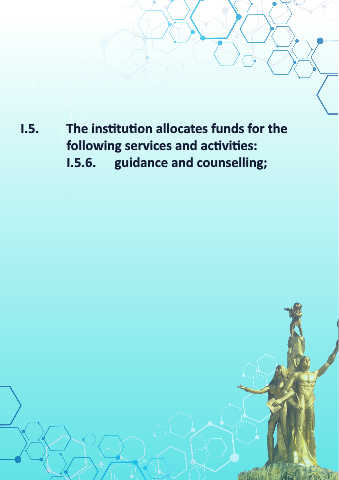 I.5. The institution allocates funds for the
following services and activities:
I.5.6. guidance and counselling;